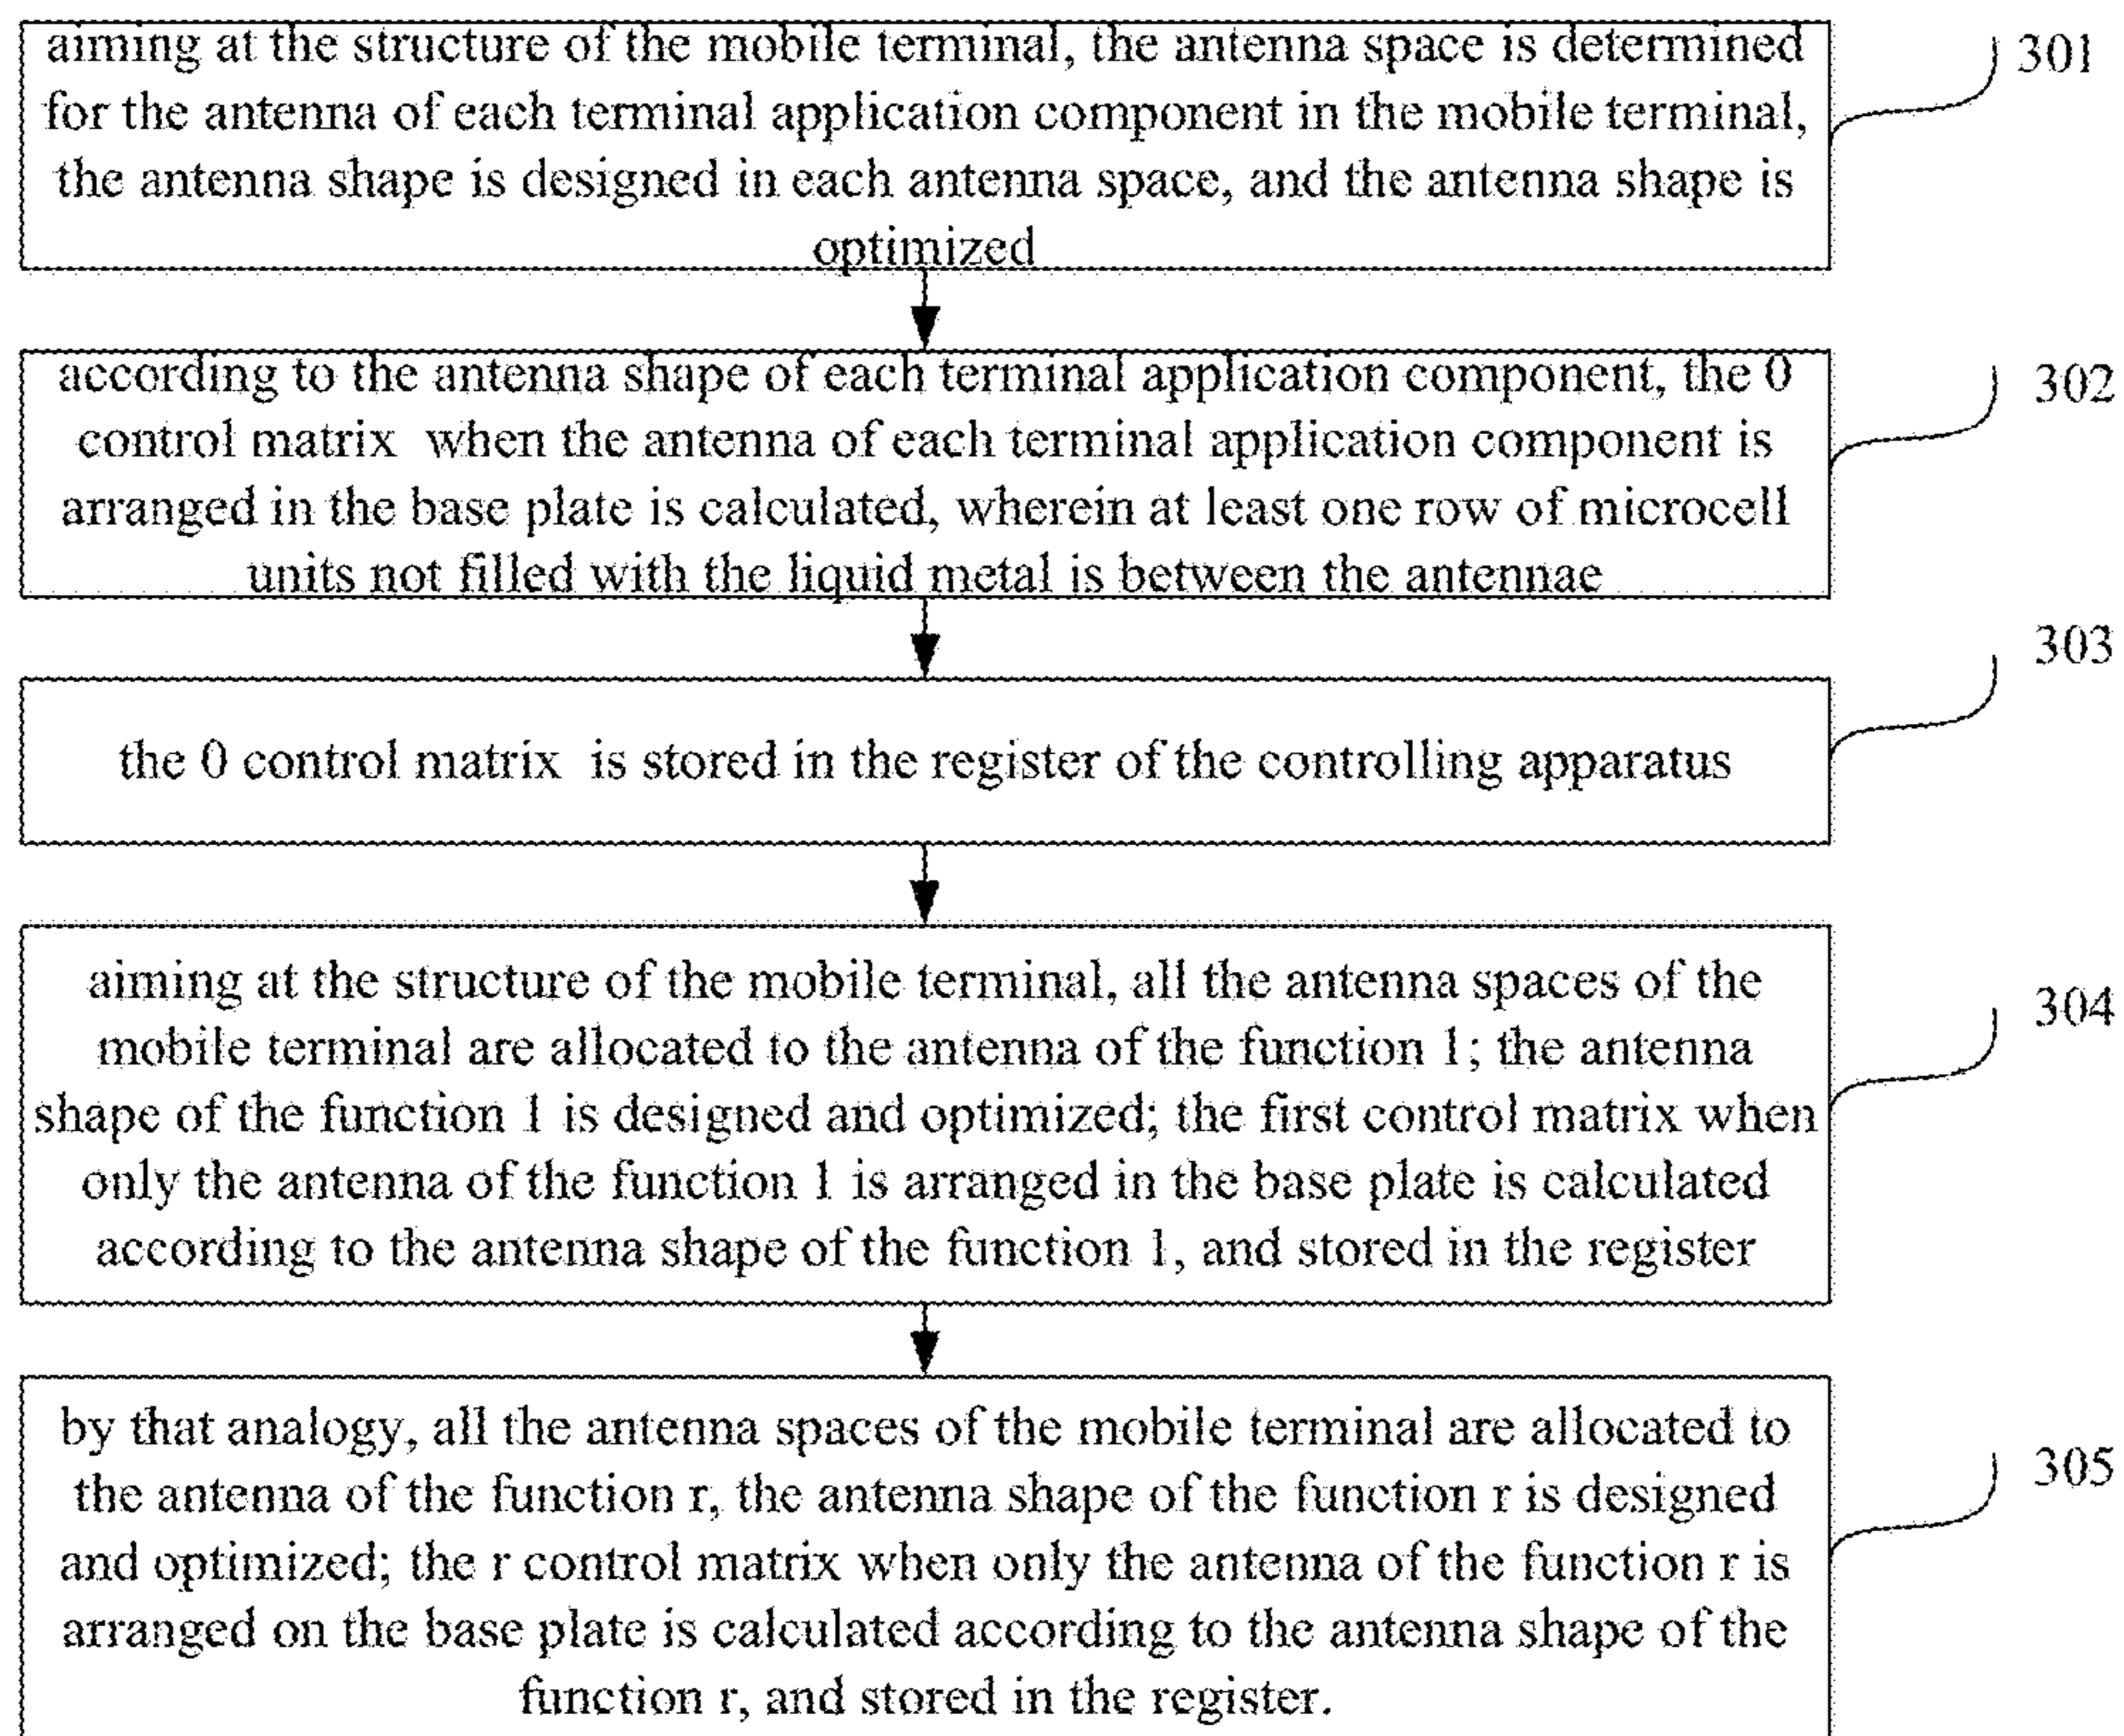 aiming at the structure of the mobile terminal, the antenna space is determined
for the antenna of each terminal application component in the mobile terminal,
the antenna shape is designed in each antenna space, and the antenna shape is
optimized
301
according to the antenna shape of each terminal application component, the 0
control matrix when the antenna of each terminal application component is
arranged in the base plate is calculated, wherein at least one row of microcell
units not filled with the liquid metal is between the antennae
302
the 0 control matrix is stored in the register of the controlling apparatus
303
aiming at the structure of the mobile terminal, all the antenna spaces of the
mobile terminal are allocated to the antenna of the function 1; the antenna
shape of the function 1 is designed and optimized; the first control matrix when
only the antenna of the function 1 is arranged in the base plate is calculated
according to the antenna shape of the function 1, and stored in the register
304
by that analogy, all the antenna spaces of the mobile terminal are allocated to
the antenna of the function r, the antenna shape of the function r is designed
and optimized; the r control matrix when only the antenna of the function r is
arranged on the base plate is calculated according to the antenna shape of the
function r, and stored in the register.
305